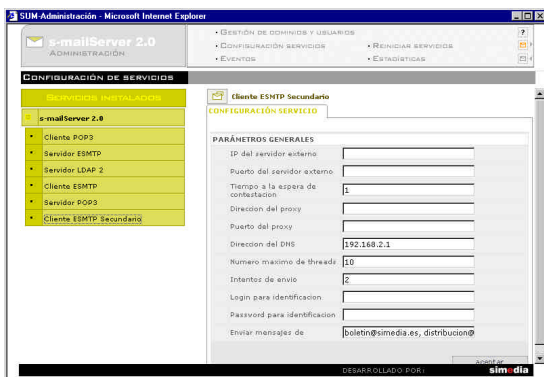 SUM-Administración - Microsoft Internet Explorer
s-mailServer 2.0
ADMINISTRACIÓN
• GESTIÓN DE DOMINIOS Y USUARIOS
• CONFIGURACIÓN SERVICIOS
• REINICIAR SERVICIOS
• EVENTOS
• ESTADÍSTICAS
?
CONFIGURACIÓN DE SERVICIOS
SERVICIOS INSTALADOS
s-mailServer 2.0
Cliente POP3
Servidor ESMTP
Servidor LDAP 2
Cliente ESMTP
Servidor POP3
Cliente ESMTP Secundario
Cliente ESMTP Secundario
CONFIGURACIÓN SERVICIO
PARÁMETROS GENERALES
IP del servidor externo
Puerto del servidor externo
Tiempo a la espera de
contestacion
1
Direccion del proxy
Puerto del proxy
Direccion del DNS
192.168.2.1
Numero maximo de threads
10
Intentos de envio
2
Login para identificacion
Password para identificacion
Enviar mensajes de
boletin@simedia.es, distribucion@
aceptar
DESARROLLADO POR:
simedia